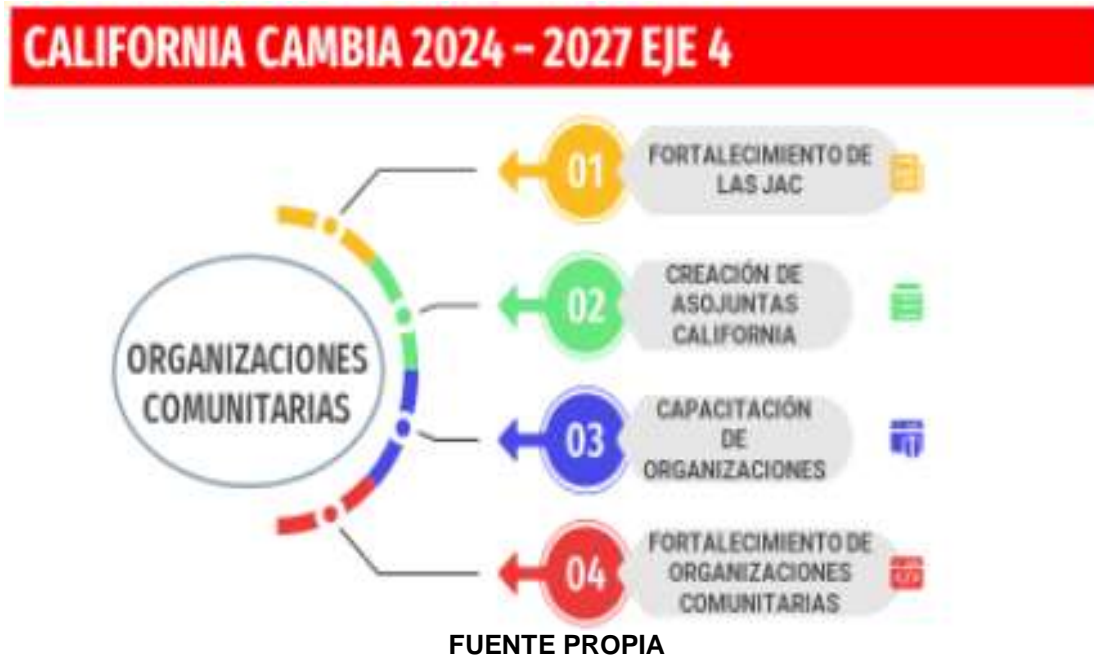 CALIFORNIA CAMBIA 2024 – 2027 EJE 4
ORGANIZACIONES
COMUNITARIAS
01
FORTALECIMIENTO DE
LAS JAC
02
CREACIÓN DE
ASOJUNTAS
CALIFORNIA
03
CAPACITACIÓN
DE
ORGANIZACIONES
04
FORTALECIMIENTO DE
ORGANIZACIONES
COMUNITARIAS
FUENTE PROPIA